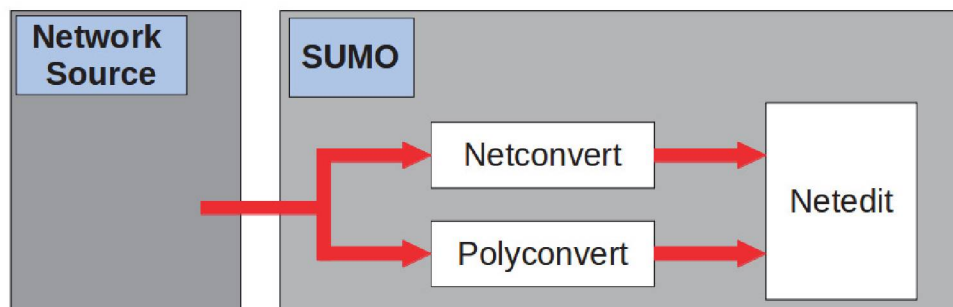 Network
Source
SUMO
Netconvert
Polyconvert
Netedit